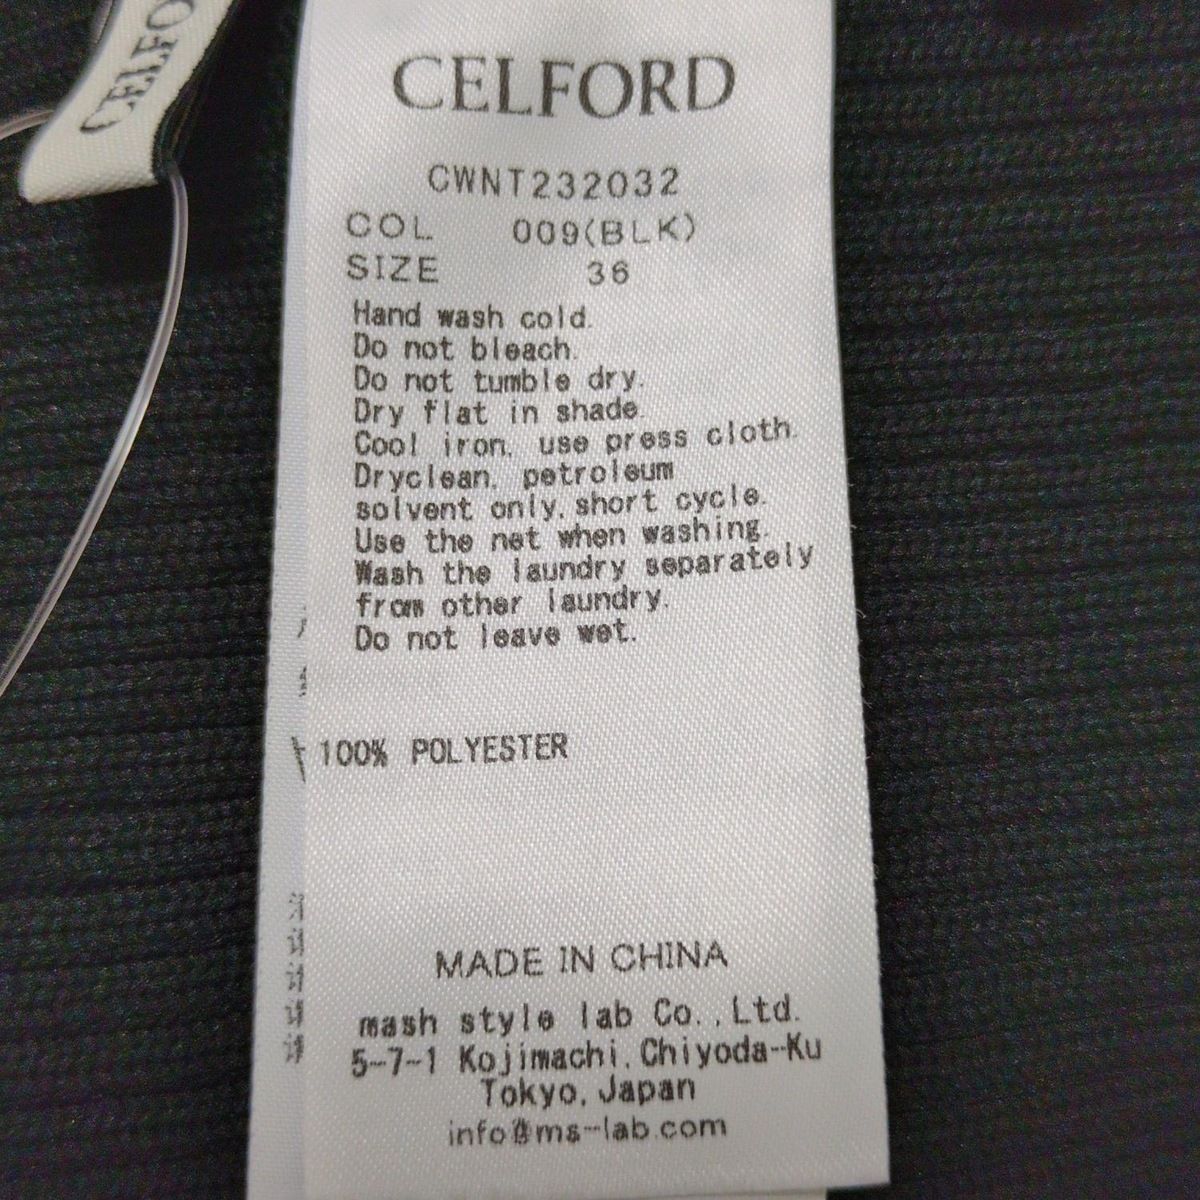 CELFO
CELFORD
CWNT232032
COL 009(BLK)
SIZE 36
Hand wash cold.
Do not bleach.
Do not tumble dry.
Dry flat in shade.
Cool iron, use press cloth.
Dryclean, petroleum
solvent only, short cycle.
Use the net when washing.
Wash the laundry separately
from other laundry.
Do not leave wet.
100% POLYESTER
MADE IN CHINA
mash style lab Co.,Ltd.
5-7-1 Kojimachi,Chiyoda-Ku
Tokyo,Japan
info@ms-lab.com